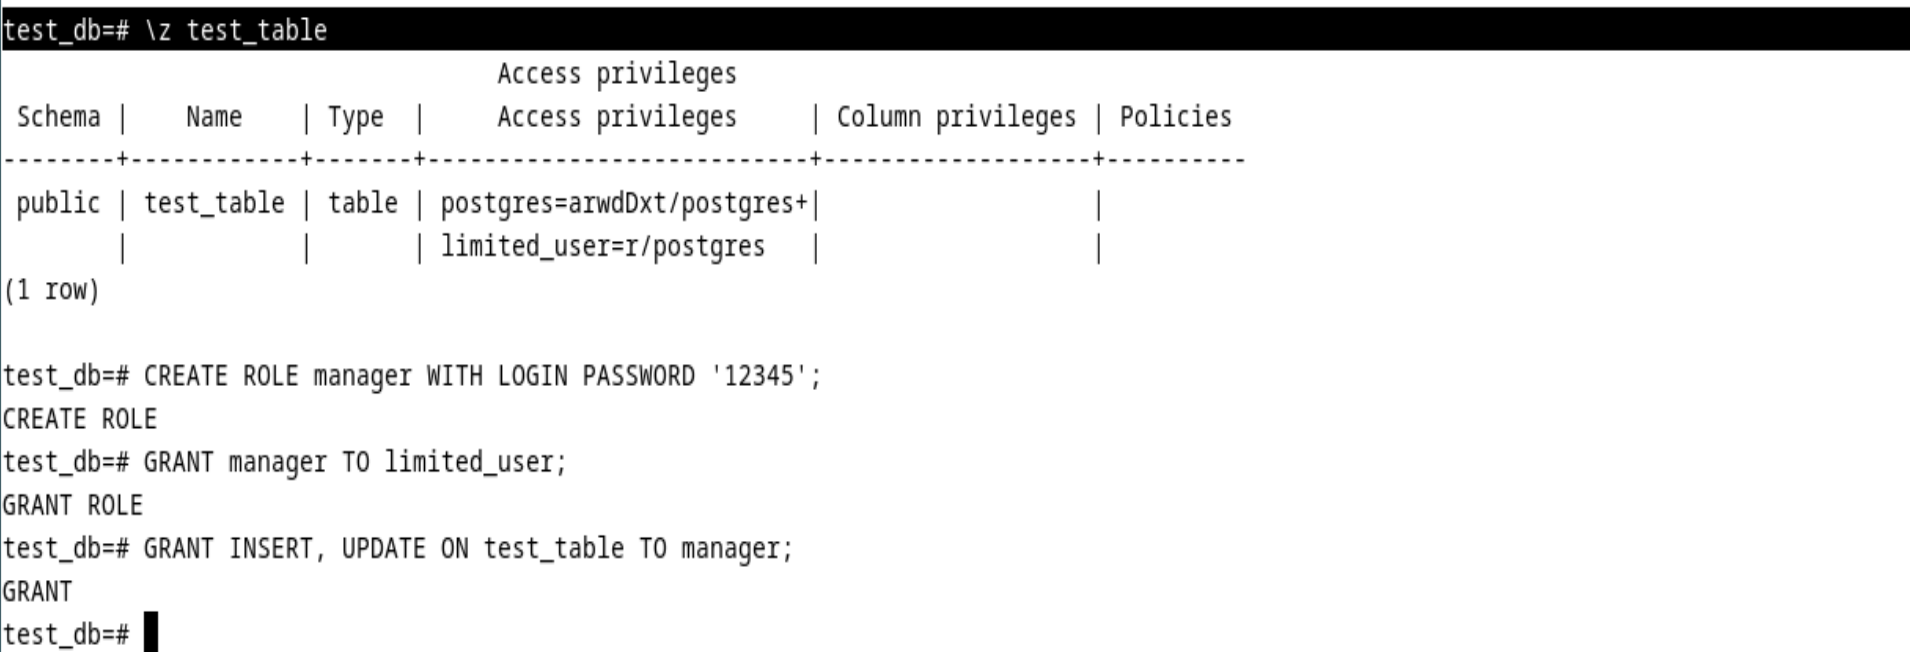 test_db=# \z test_table
                                   Access privileges
 Schema |    Name    | Type  |     Access privileges     | Column privileges | Policies
--------+------------+-------+---------------------------+-------------------+----------
 public | test_table | table | postgres=arwdDxt/postgres+|                   |
        |            |       | limited_user=r/postgres   |                   |
(1 row)

test_db=# CREATE ROLE manager WITH LOGIN PASSWORD '12345';
CREATE ROLE
test_db=# GRANT manager TO limited_user;
GRANT ROLE
test_db=# GRANT INSERT, UPDATE ON test_table TO manager;
GRANT
test_db=#